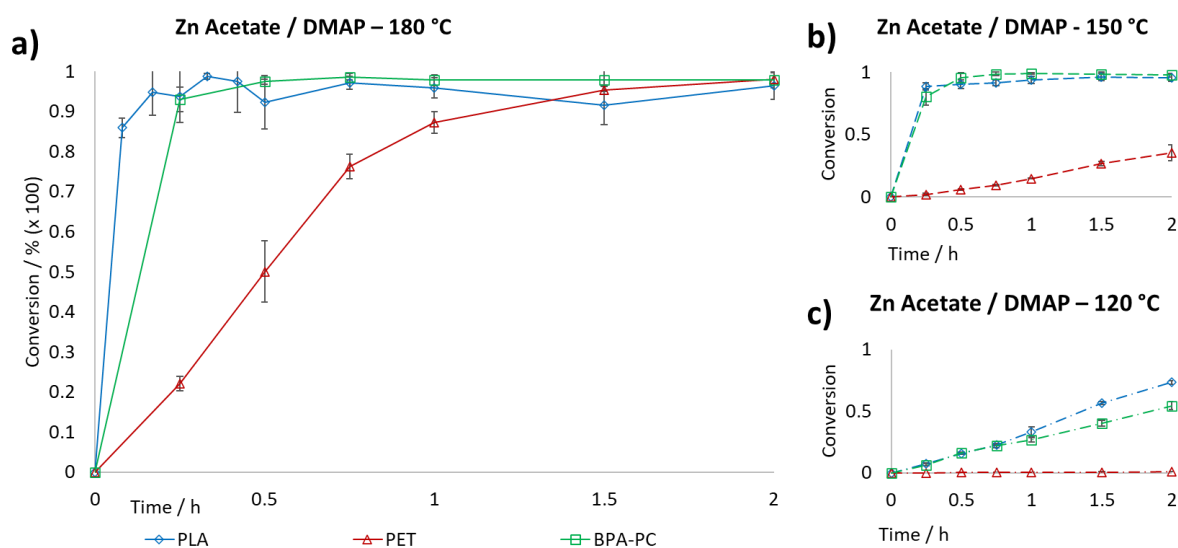 a)
Zn Acetate / DMAP – 180 °C
Conversion / % (x 100)
1
0.9
0.8
0.7
0.6
0.5
0.4
0.3
0.2
0.1
0
0
0.5
1
1.5
2
Time / h
PLA
PET
BPA-PC
b)
Zn Acetate / DMAP - 150 °C
Conversion
1
0.5
0
0
0.5
1
1.5
2
Time / h
c)
Zn Acetate / DMAP – 120 °C
Conversion
1
0.5
0
0
0.5
1
1.5
2
Time / h